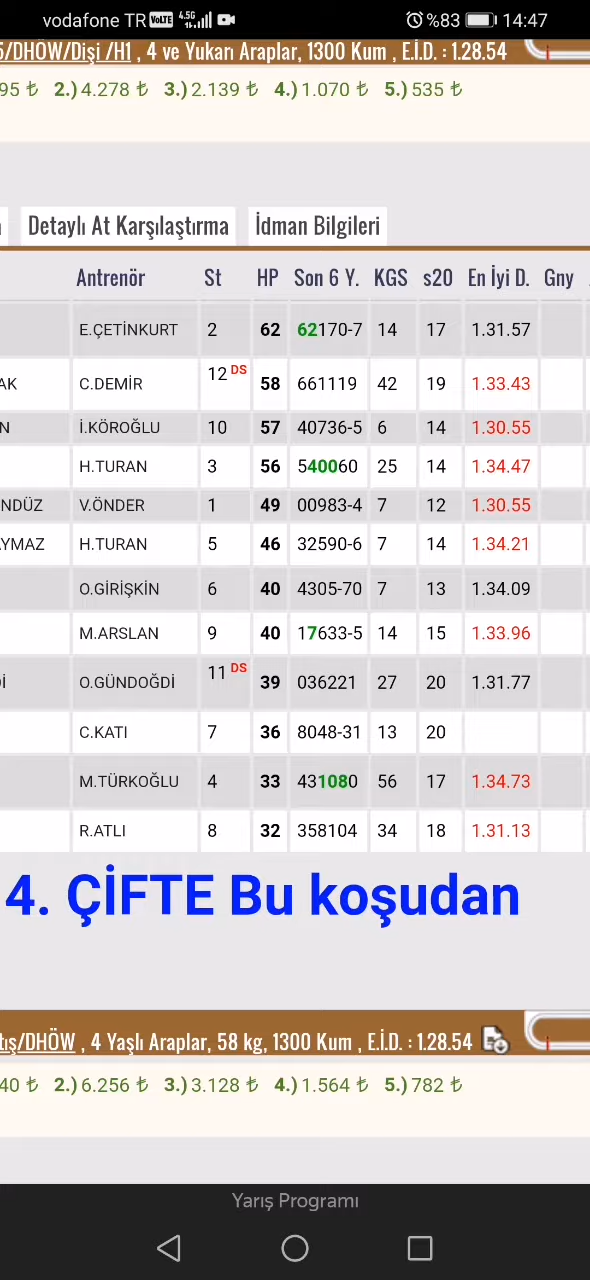 vodafone TR VoLTE 4.5G %83 14:47
5/DHÖW/Dişi /H1 , 4 ve Yukarı Araplar, 1300 Kum , E.İ.D. : 1.28.54
95 ₺ 2.) 4.278 ₺ 3.) 2.139 ₺ 4.) 1.070 ₺ 5.) 535 ₺
Detaylı At Karşılaştırma İdman Bilgileri
Antrenör St HP Son 6 Y. KGS s20 En İyi D. Gny
E.ÇETİNKURT 2 62 62170-7 14 17 1.31.57
AK C.DEMİR 12 DS 58 661119 42 19 1.33.43
N İ.KÖROĞLU 10 57 40736-5 6 14 1.30.55
H.TURAN 3 56 540060 25 14 1.34.47
NDÜZ V.ÖNDER 1 49 00983-4 7 12 1.30.55
YMAZ H.TURAN 5 46 32590-6 7 14 1.34.21
O.GİRİŞKİN 6 40 4305-70 7 13 1.34.09
M.ARSLAN 9 40 17633-5 14 15 1.33.96
Dİ O.GÜNDOĞDİ 11 DS 39 036221 27 20 1.31.77
C.KATI 7 36 8048-31 13 20
M.TÜRKOĞLU 4 33 431080 56 17 1.34.73
R.ATLI 8 32 358104 34 18 1.31.13
4. ÇİFTE Bu koşudan
tış/DHÖW , 4 Yaşlı Araplar, 58 kg, 1300 Kum , E.İ.D. : 1.28.54
40 ₺ 2.) 6.256 ₺ 3.) 3.128 ₺ 4.) 1.564 ₺ 5.) 782 ₺
Yarış Programı